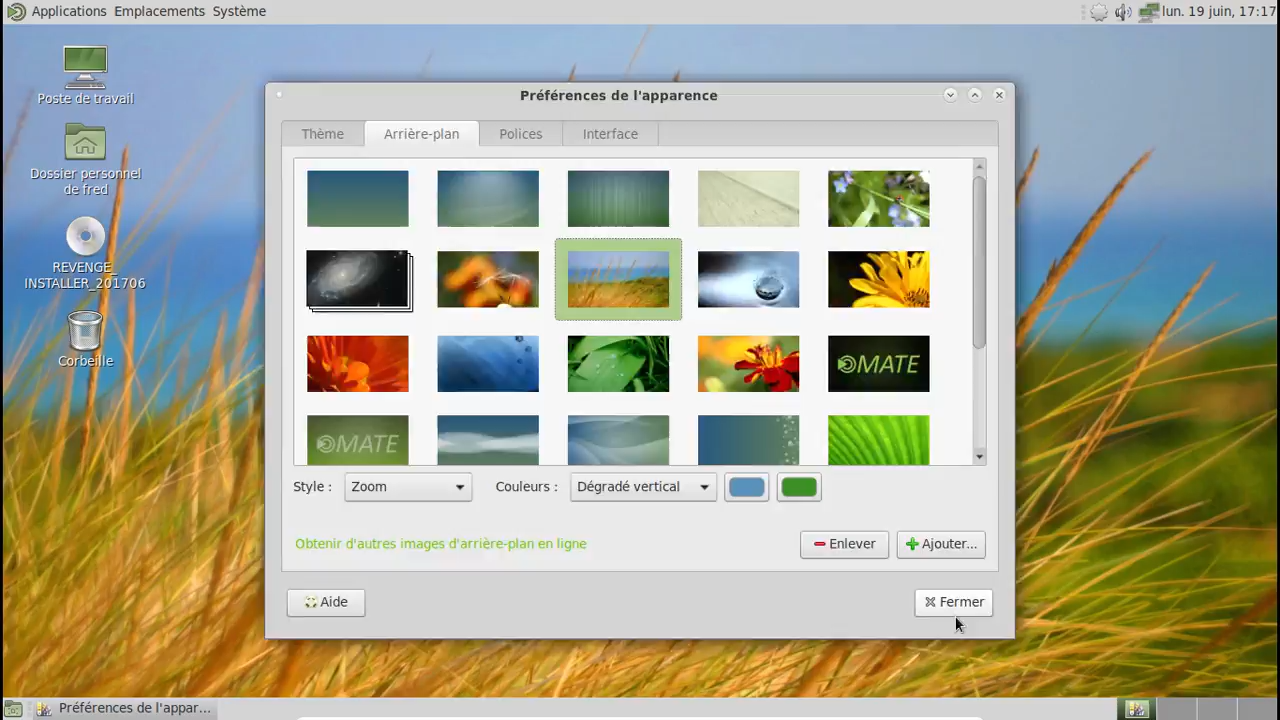 Applications Emplacements Système
lun. 19 juin, 17:17
Poste de travail
Dossier personnel
de fred
REVENGE_
INSTALLER_201706
Corbeille
Préférences de l'apparence
Thème Arrière-plan Polices Interface
MATE
MATE
Style : Zoom Couleurs : Dégradé vertical
Obtenir d'autres images d'arrière-plan en ligne
Enlever Ajouter...
Aide Fermer
Préférences de l'appar...